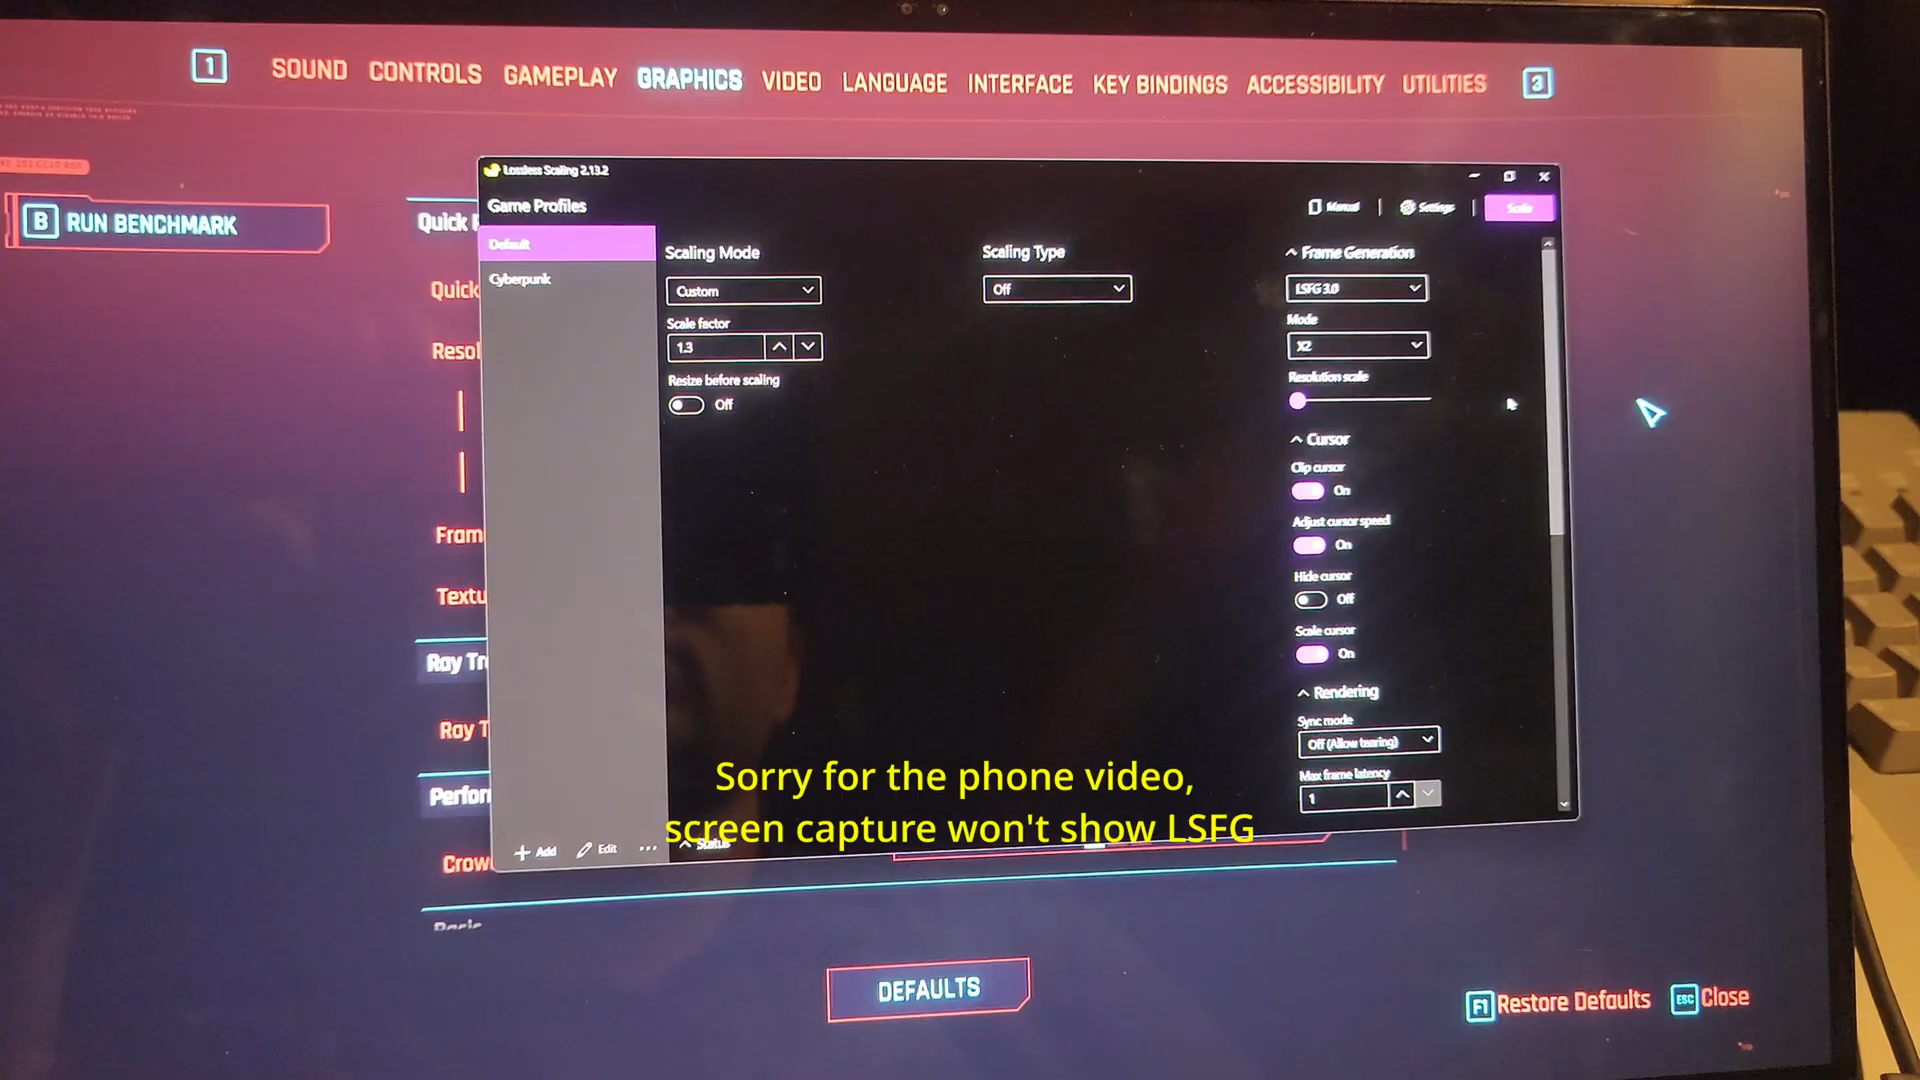 1 SOUND CONTROLS GAMEPLAY GRAPHICS VIDEO LANGUAGE INTERFACE KEY BINDINGS ACCESSIBILITY UTILITIES 3
Lossless Scaling 2.13.2
Game Profiles
Manual
Settings
Scale
B RUN BENCHMARK
Quick
Default
Cyberpunk
Scaling Mode
Custom
Scale factor
1.3
Resize before scaling
Off
Scaling Type
Off
Frame Generation
LSFG 3.0
Mode
X2
Resolution scale
Cursor
Clip cursor
On
Adjust cursor speed
On
Hide cursor
Off
Scale cursor
On
Rendering
Sync mode
Off (Allow tearing)
Max frame latency
1
Quick
Resol
Fram
Textu
Ray Tr
Ray T
Perfor
Crow
Basic
Add
Edit
...
Status
Sorry for the phone video,
screen capture won't show LSFG
DEFAULTS
F1 Restore Defaults
ESC Close